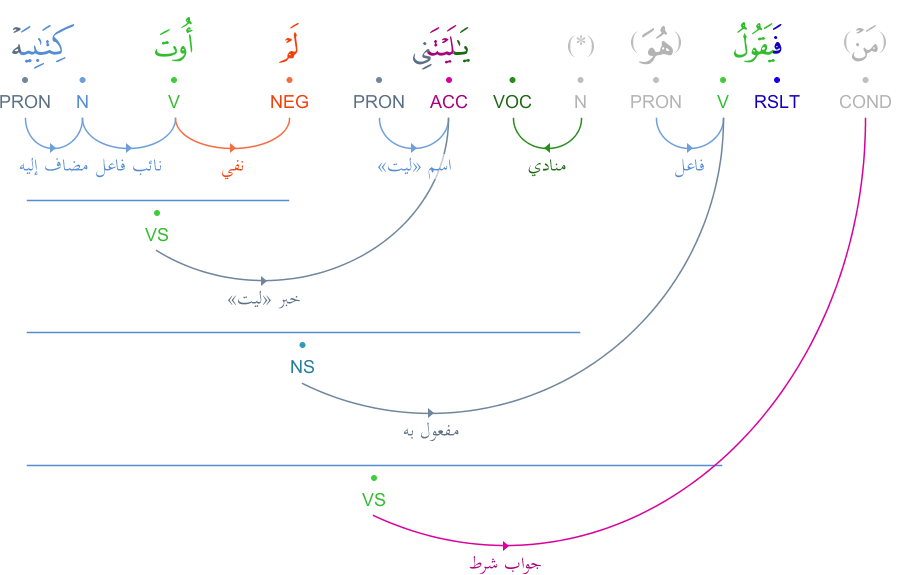 (مَنْ) فَيَقُولُ (هُوَ) (*) يَـٰلَيْتَنِى لَمْ أُوتَ كِتَـٰبِيَهْ
COND RSLT V PRON N VOC ACC PRON NEG V N PRON
فاعل منادي اسم «ليت» نفي نائب فاعل مضاف إليه
VS
خبر «ليت»
NS
مفعول به
VS
جواب شرط